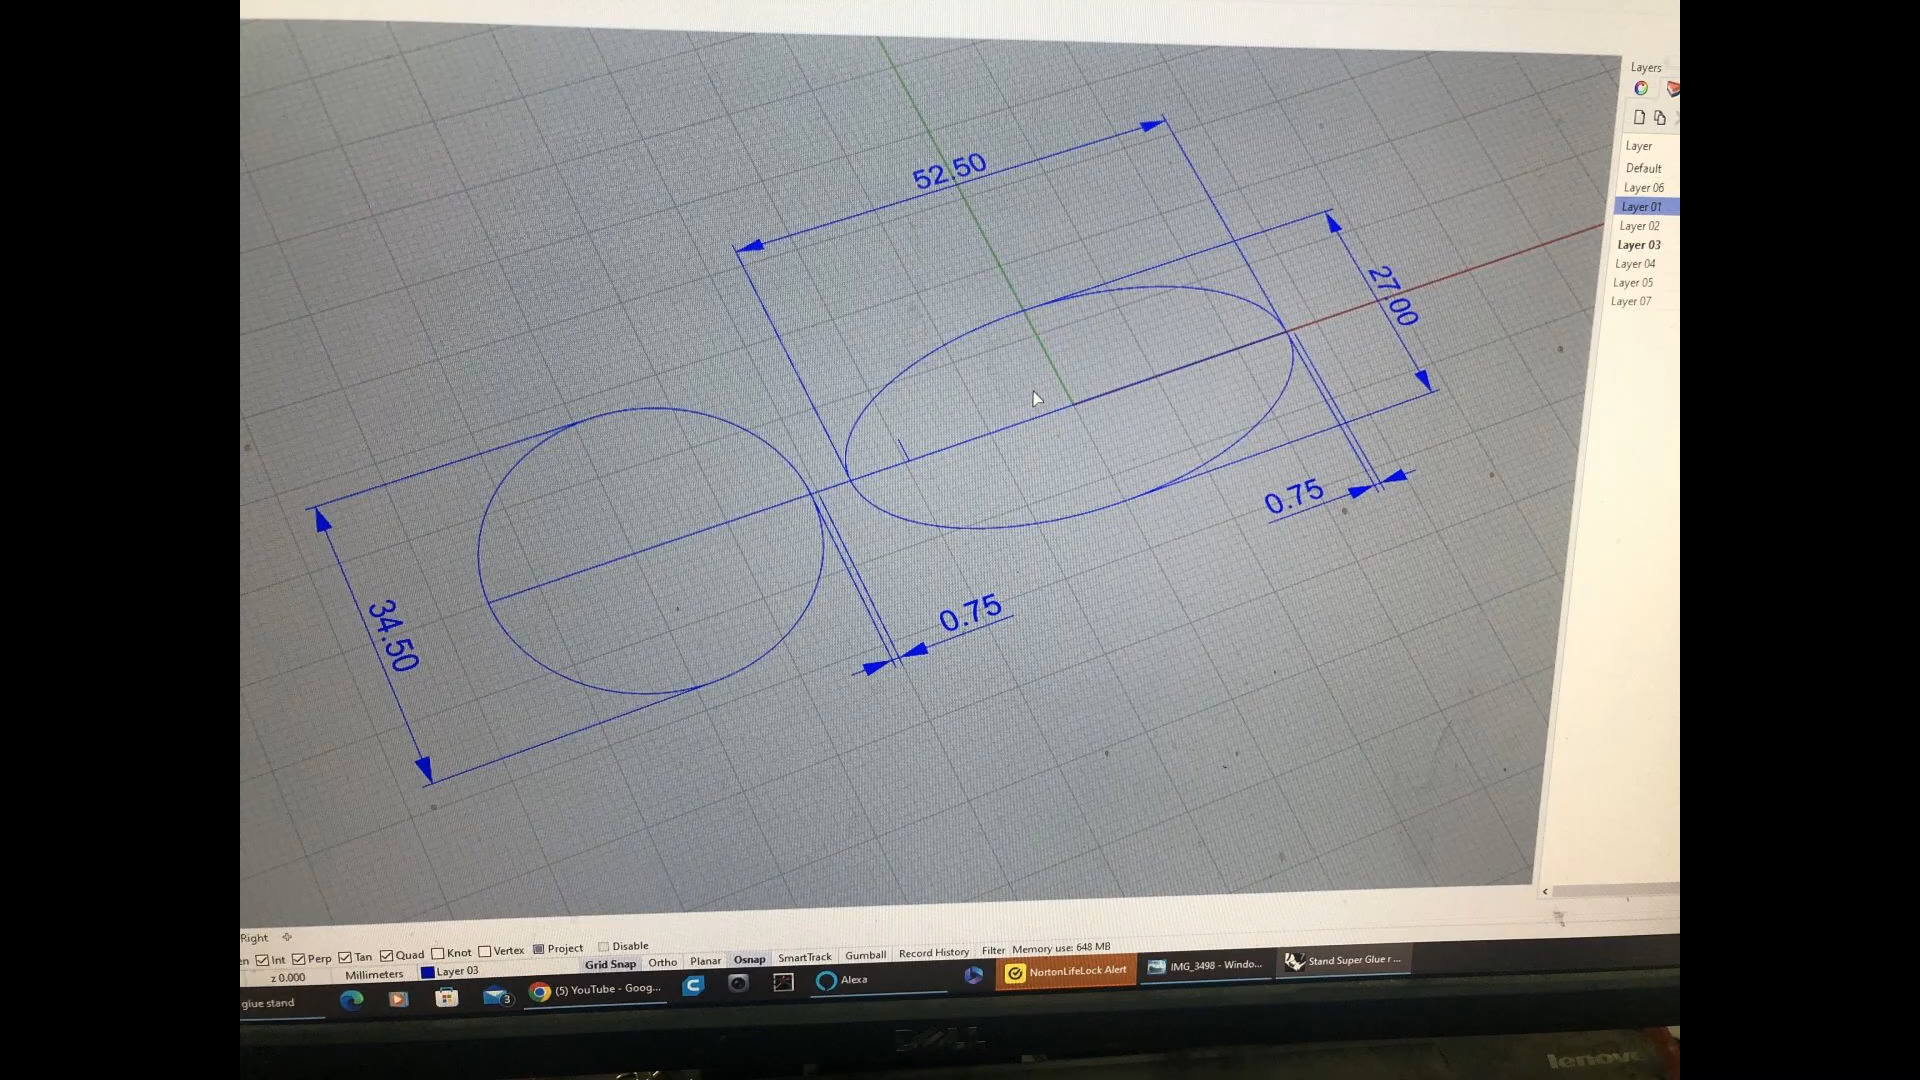 Layers
Layer
Default
Layer 06
Layer 01
Layer 02
Layer 03
Layer 04
Layer 05
Layer 07
52.50
27.00
0.75
34.50
0.75
Right
Int Perp Tan Quad Knot Vertex Project Disable
z 0.000 Millimeters Layer 03 Grid Snap Ortho Planar Osnap SmartTrack Gumball Record History Filter Memory use: 648 MB
glue stand 3 (5) YouTube - Goog... Alexa NortonLifeLock Alert IMG_3498 - Windo... Stand Super Glue r ...
DELL
lenovo